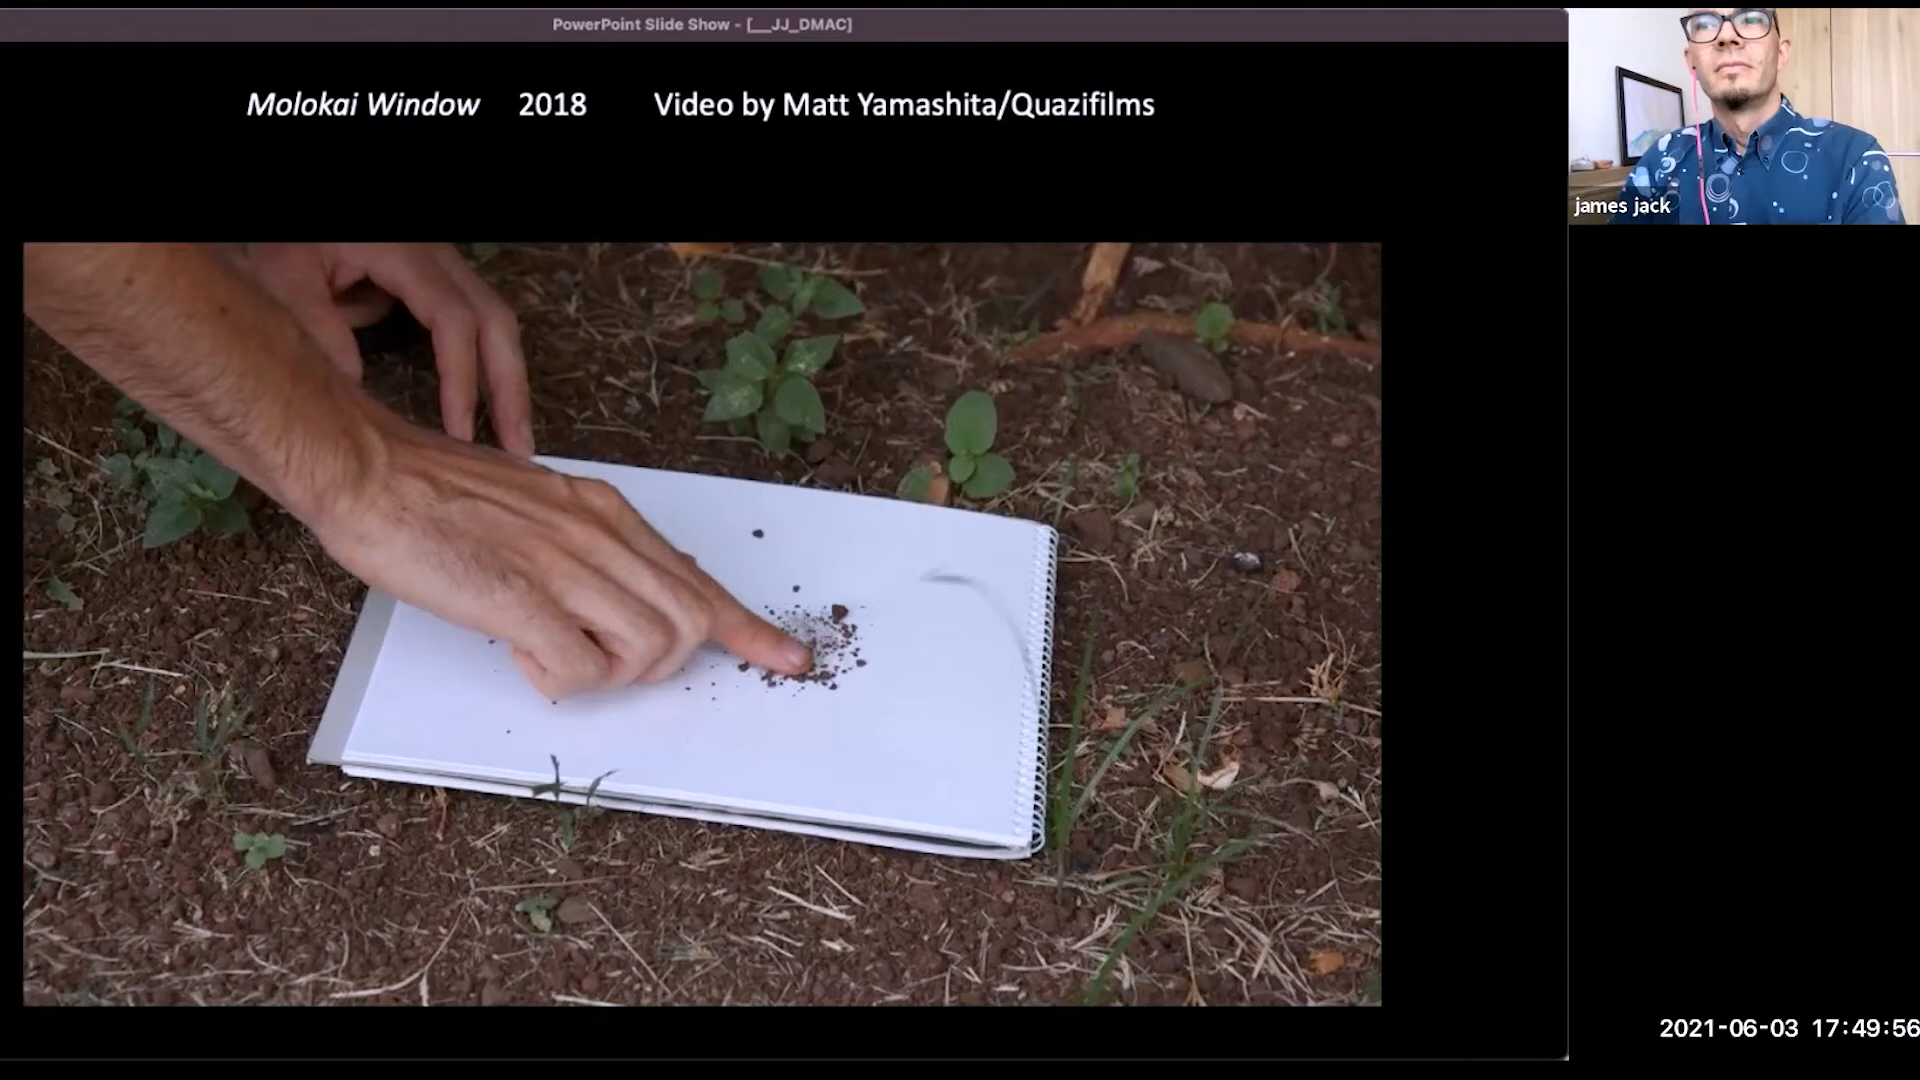 PowerPoint Slide Show - [__JJ_DMAC]
Molokai Window 2018 Video by Matt Yamashita/Quazifilms
james jack
2021-06-03 17:49:56